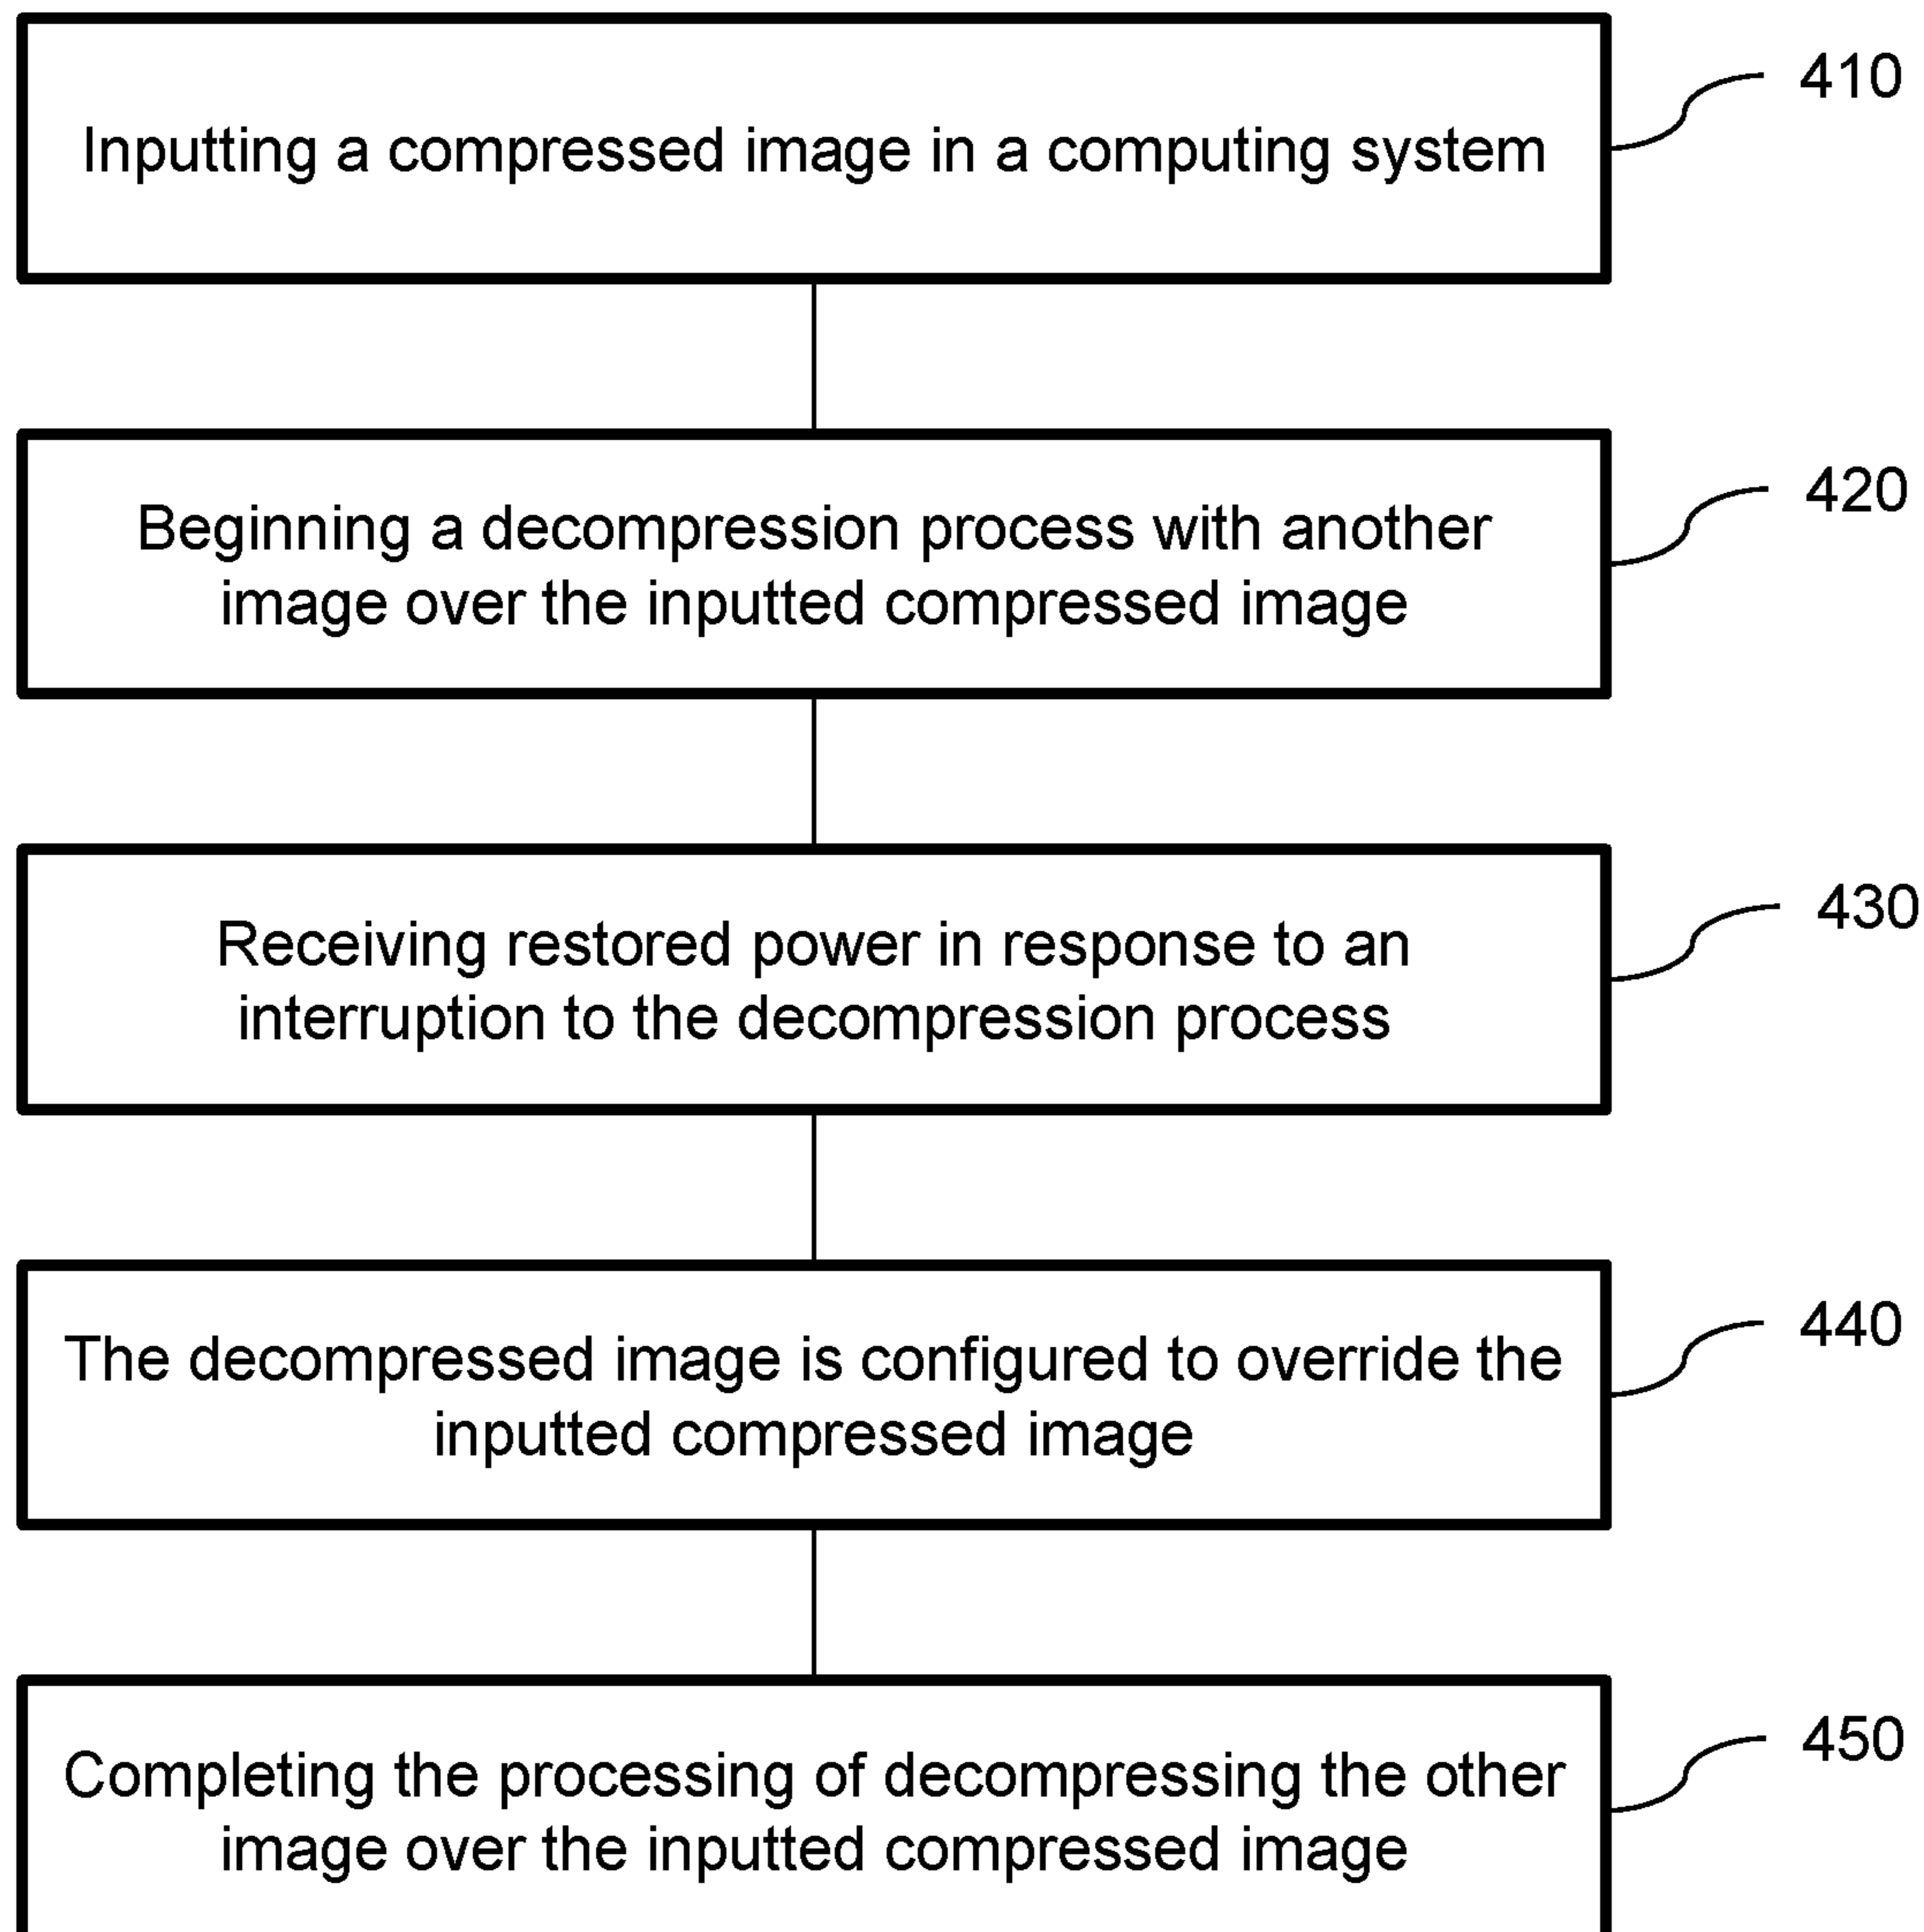 Inputting a compressed image in a computing system
410
Beginning a decompression process with another
image over the inputted compressed image
420
Receiving restored power in response to an
interruption to the decompression process
430
The decompressed image is configured to override the
inputted compressed image
440
Completing the processing of decompressing the other
image over the inputted compressed image
450